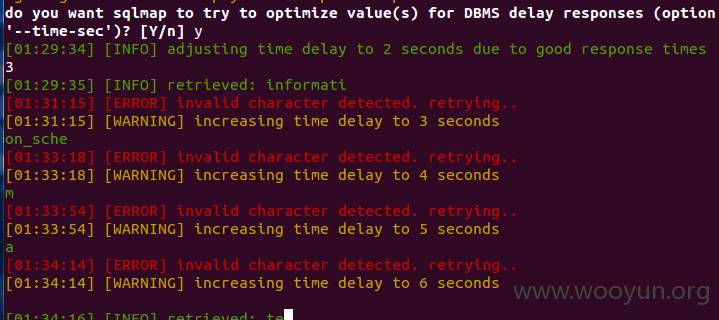 do you want sqlmap to try to optimize value(s) for DBMS delay responses (option
'--time-sec')? [Y/n] y
[01:29:34] [INFO] adjusting time delay to 2 seconds due to good response times
3
[01:29:35] [INFO] retrieved: informati
[01:31:15] [ERROR] invalid character detected. retrying..
[01:31:15] [WARNING] increasing time delay to 3 seconds
on_sche
[01:33:18] [ERROR] invalid character detected. retrying..
[01:33:18] [WARNING] increasing time delay to 4 seconds
m
[01:33:54] [ERROR] invalid character detected. retrying..
[01:33:54] [WARNING] increasing time delay to 5 seconds
a
[01:34:14] [ERROR] invalid character detected. retrying..
[01:34:14] [WARNING] increasing time delay to 6 seconds
www.wooyun.org
[01:34:16] [INFO] retrieved: te